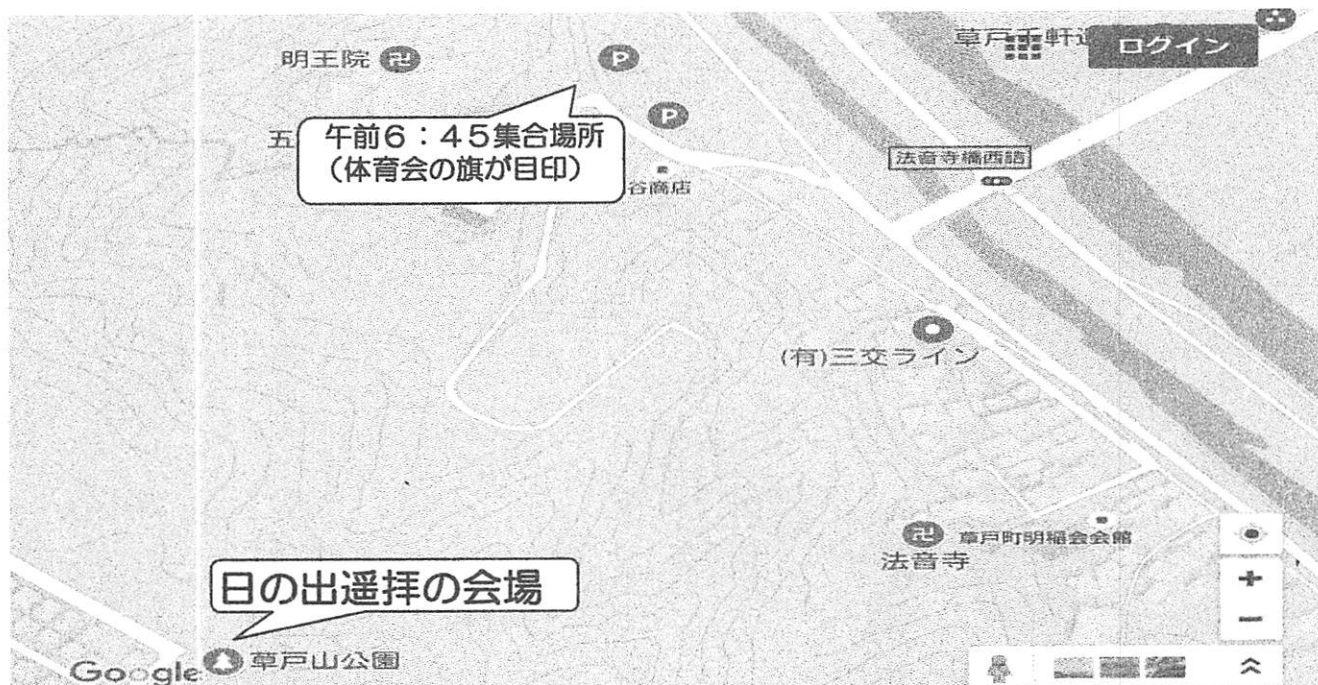 明王院
P
草戸千軒
ログイン
午前6:45集合場所
(体育会の旗が目印)
五
P
谷商店
法音寺橋西詰
(有)三交ライン
草戸町明稲会会館
法音寺
日の出遥拝の会場
草戸山公園
Google